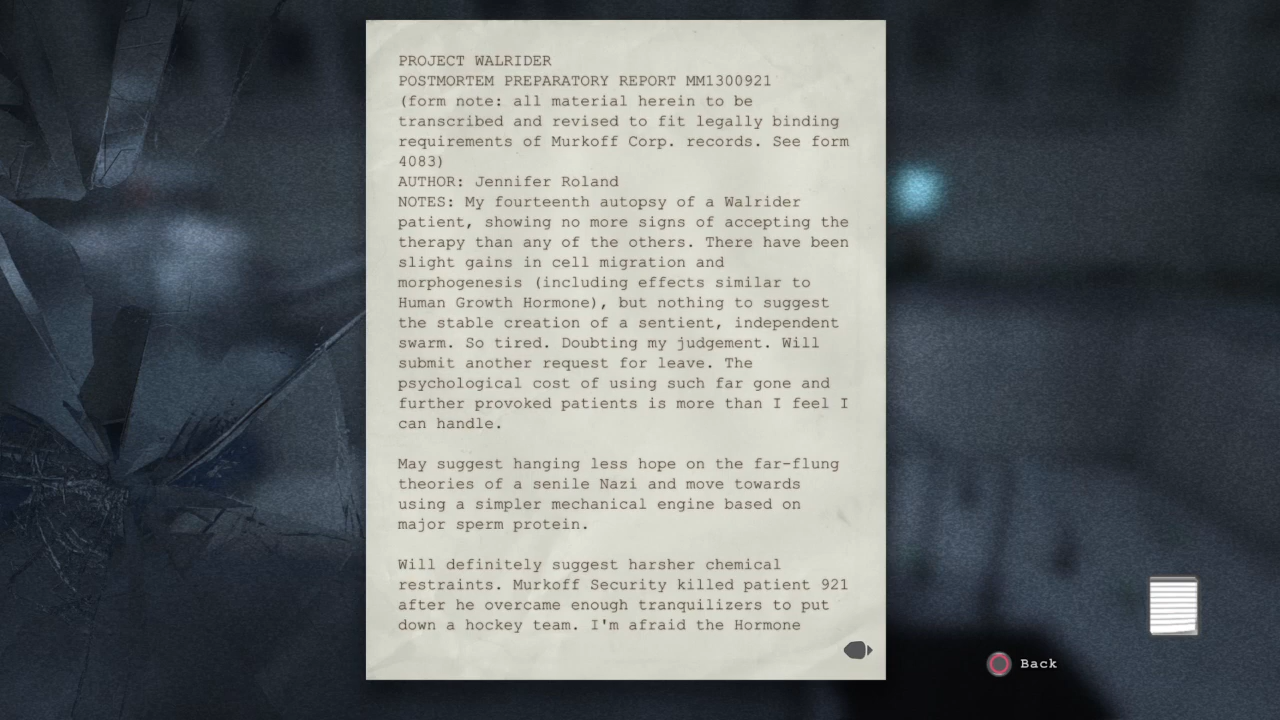 PROJECT WALRIDER
POSTMORTEM PREPARATORY REPORT MM1300921
(form note: all material herein to be
transcribed and revised to fit legally binding
requirements of Murkoff Corp. records. See form
4083)
AUTHOR: Jennifer Roland
NOTES: My fourteenth autopsy of a Walrider
patient, showing no more signs of accepting the
therapy than any of the others. There have been
slight gains in cell migration and
morphogenesis (including effects similar to
Human Growth Hormone), but nothing to suggest
the stable creation of a sentient, independent
swarm. So tired. Doubting my judgement. Will
submit another request for leave. The
psychological cost of using such far gone and
further provoked patients is more than I feel I
can handle.

May suggest hanging less hope on the far-flung
theories of a senile Nazi and move towards
using a simpler mechanical engine based on
major sperm protein.

Will definitely suggest harsher chemical
restraints. Murkoff Security killed patient 921
after he overcame enough tranquilizers to put
down a hockey team. I'm afraid the Hormone
Back